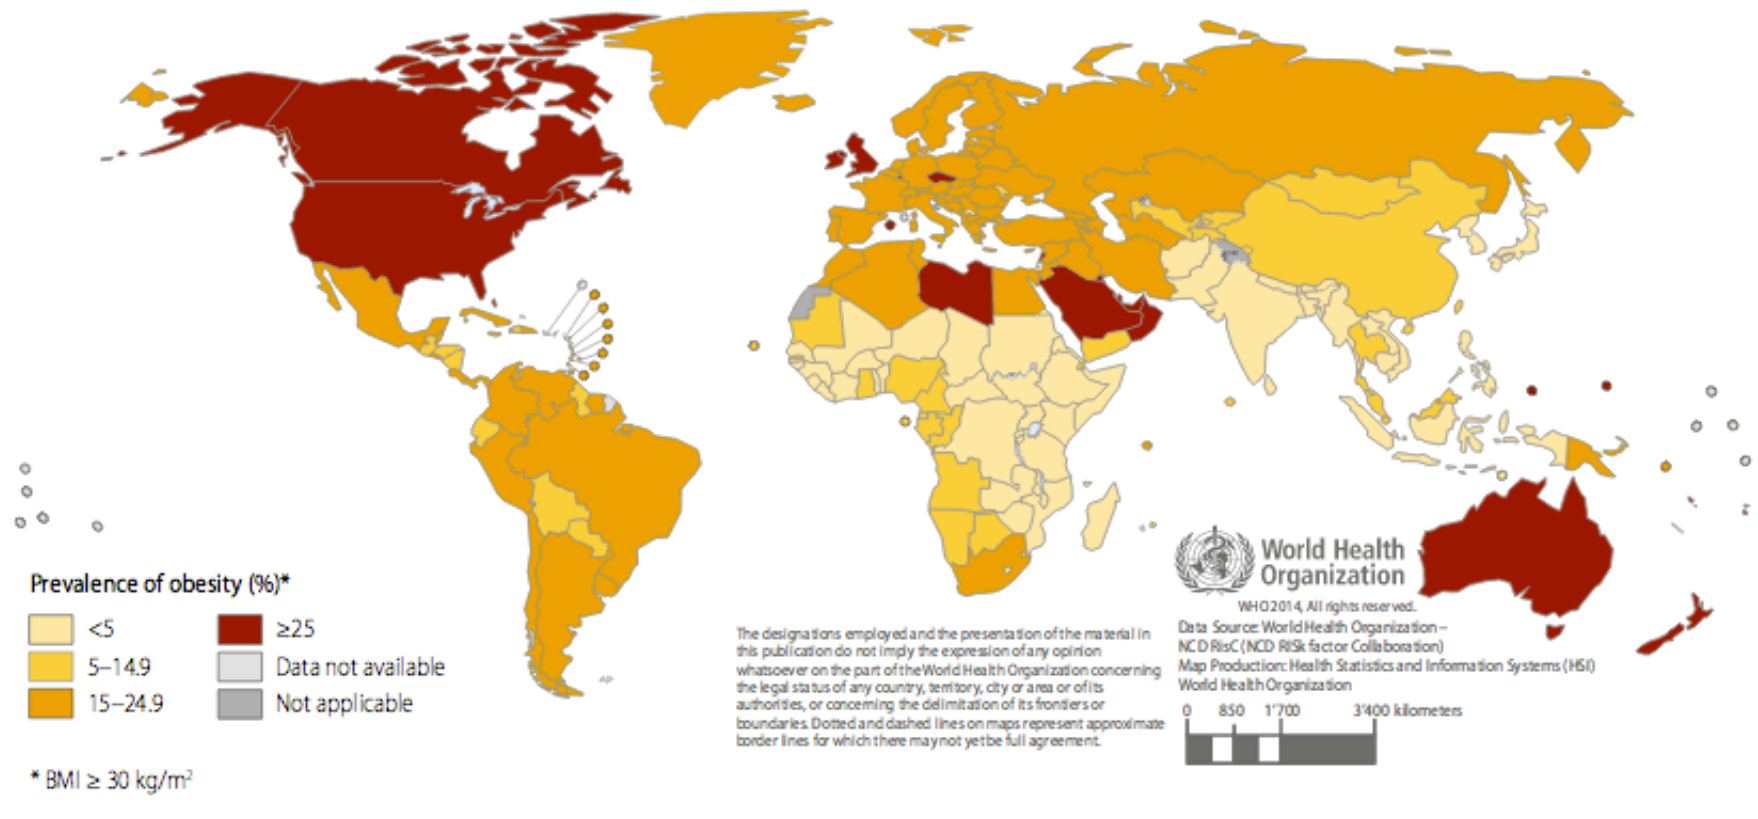 Prevalence of obesity (%)*
<5
5–14.9
15–24.9
≥25
Data not available
Not applicable
* BMI ≥ 30 kg/m²
The designations employed and the presentation of the material in
this publication do not imply the expression of any opinion
whatsoever on the part of the World Health Organization concerning
the legal status of any country, territory, city or area or of its
authorities, or concerning the delimitation of its frontiers or
boundaries. Dotted and dashed lines on maps represent approximate
border lines for which there may not yet be full agreement.
World Health
Organization
WHO 2014, All rights reserved.
Data Source: World Health Organization –
NCD RisC (NCD RISk factor Collaboration)
Map Production: Health Statistics and Information Systems (HSI)
World Health Organization
0 850 1'700 3'400 kilometers